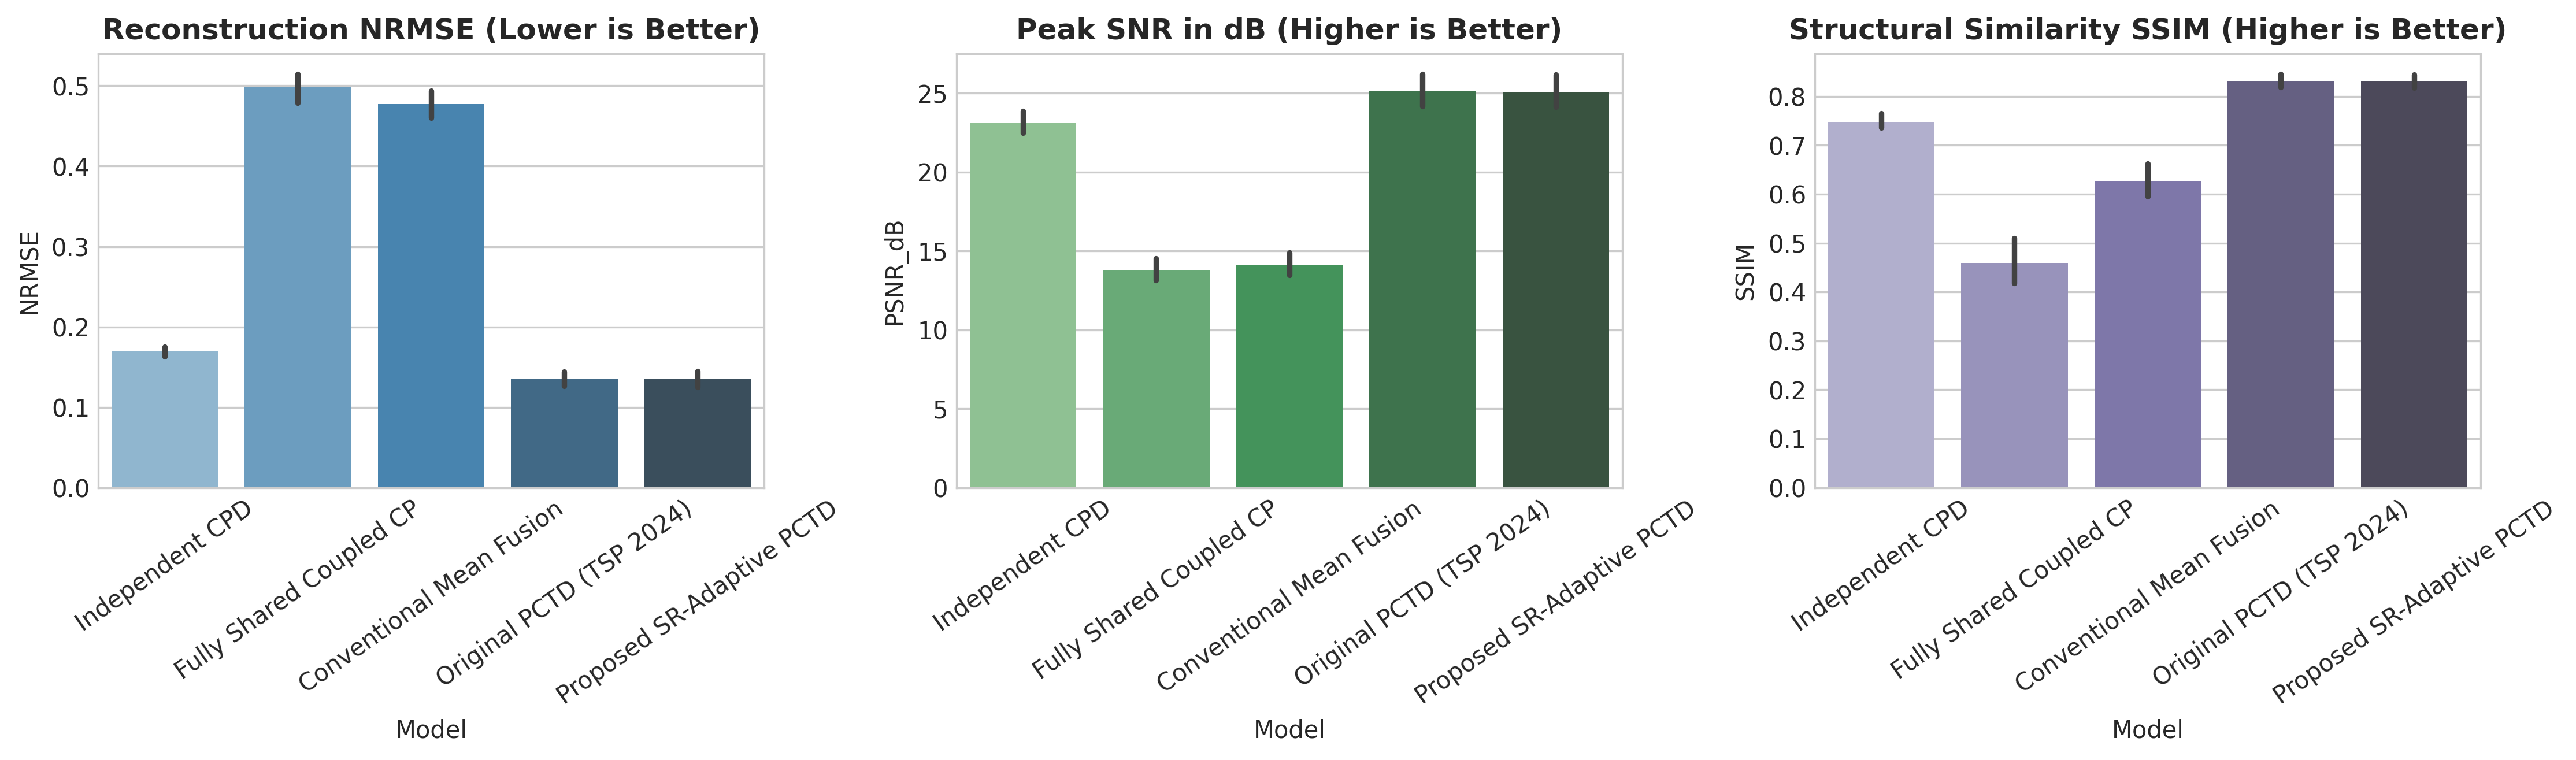 Reconstruction NRMSE (Lower is Better)
NRMSE
0.5
0.4
0.3
0.2
0.1
0.0
Independent CPD
Fully Shared Coupled CP
Conventional Mean Fusion
Original PCTD (TSP 2024)
Proposed SR-Adaptive PCTD
Model
Peak SNR in dB (Higher is Better)
PSNR_dB
25
20
15
10
5
0
Independent CPD
Fully Shared Coupled CP
Conventional Mean Fusion
Original PCTD (TSP 2024)
Proposed SR-Adaptive PCTD
Model
Structural Similarity SSIM (Higher is Better)
SSIM
0.8
0.7
0.6
0.5
0.4
0.3
0.2
0.1
0.0
Independent CPD
Fully Shared Coupled CP
Conventional Mean Fusion
Original PCTD (TSP 2024)
Proposed SR-Adaptive PCTD
Model